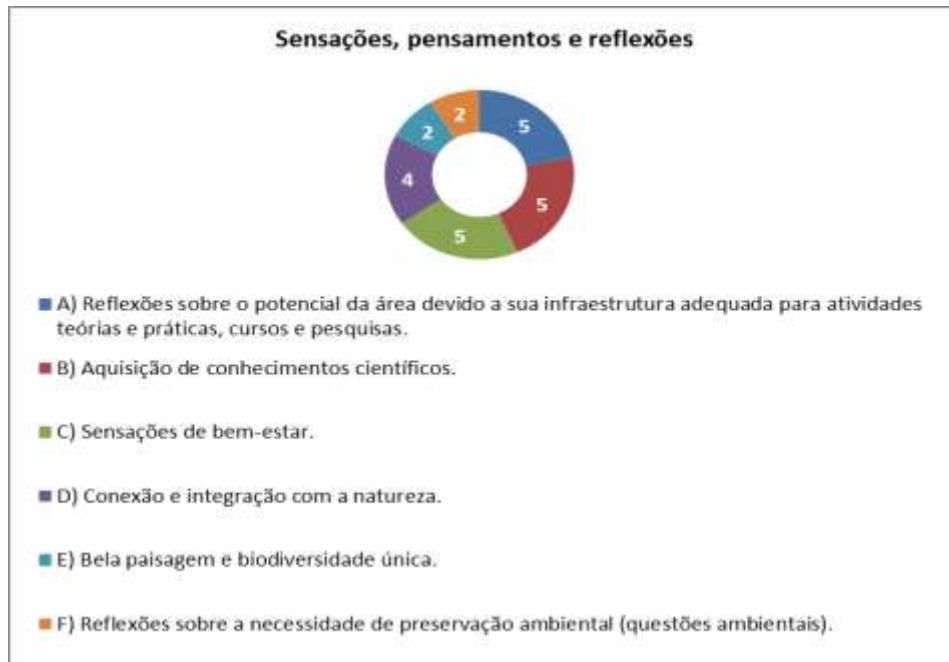 Sensações, pensamentos e reflexões
5
5
5
4
2
2
A) Reflexões sobre o potencial da área devido a sua infraestrutura adequada para atividades
teórias e práticas, cursos e pesquisas.
B) Aquisição de conhecimentos científicos.
C) Sensações de bem-estar.
D) Conexão e integração com a natureza.
E) Bela paisagem e biodiversidade única.
F) Reflexões sobre a necessidade de preservação ambiental (questões ambientais).